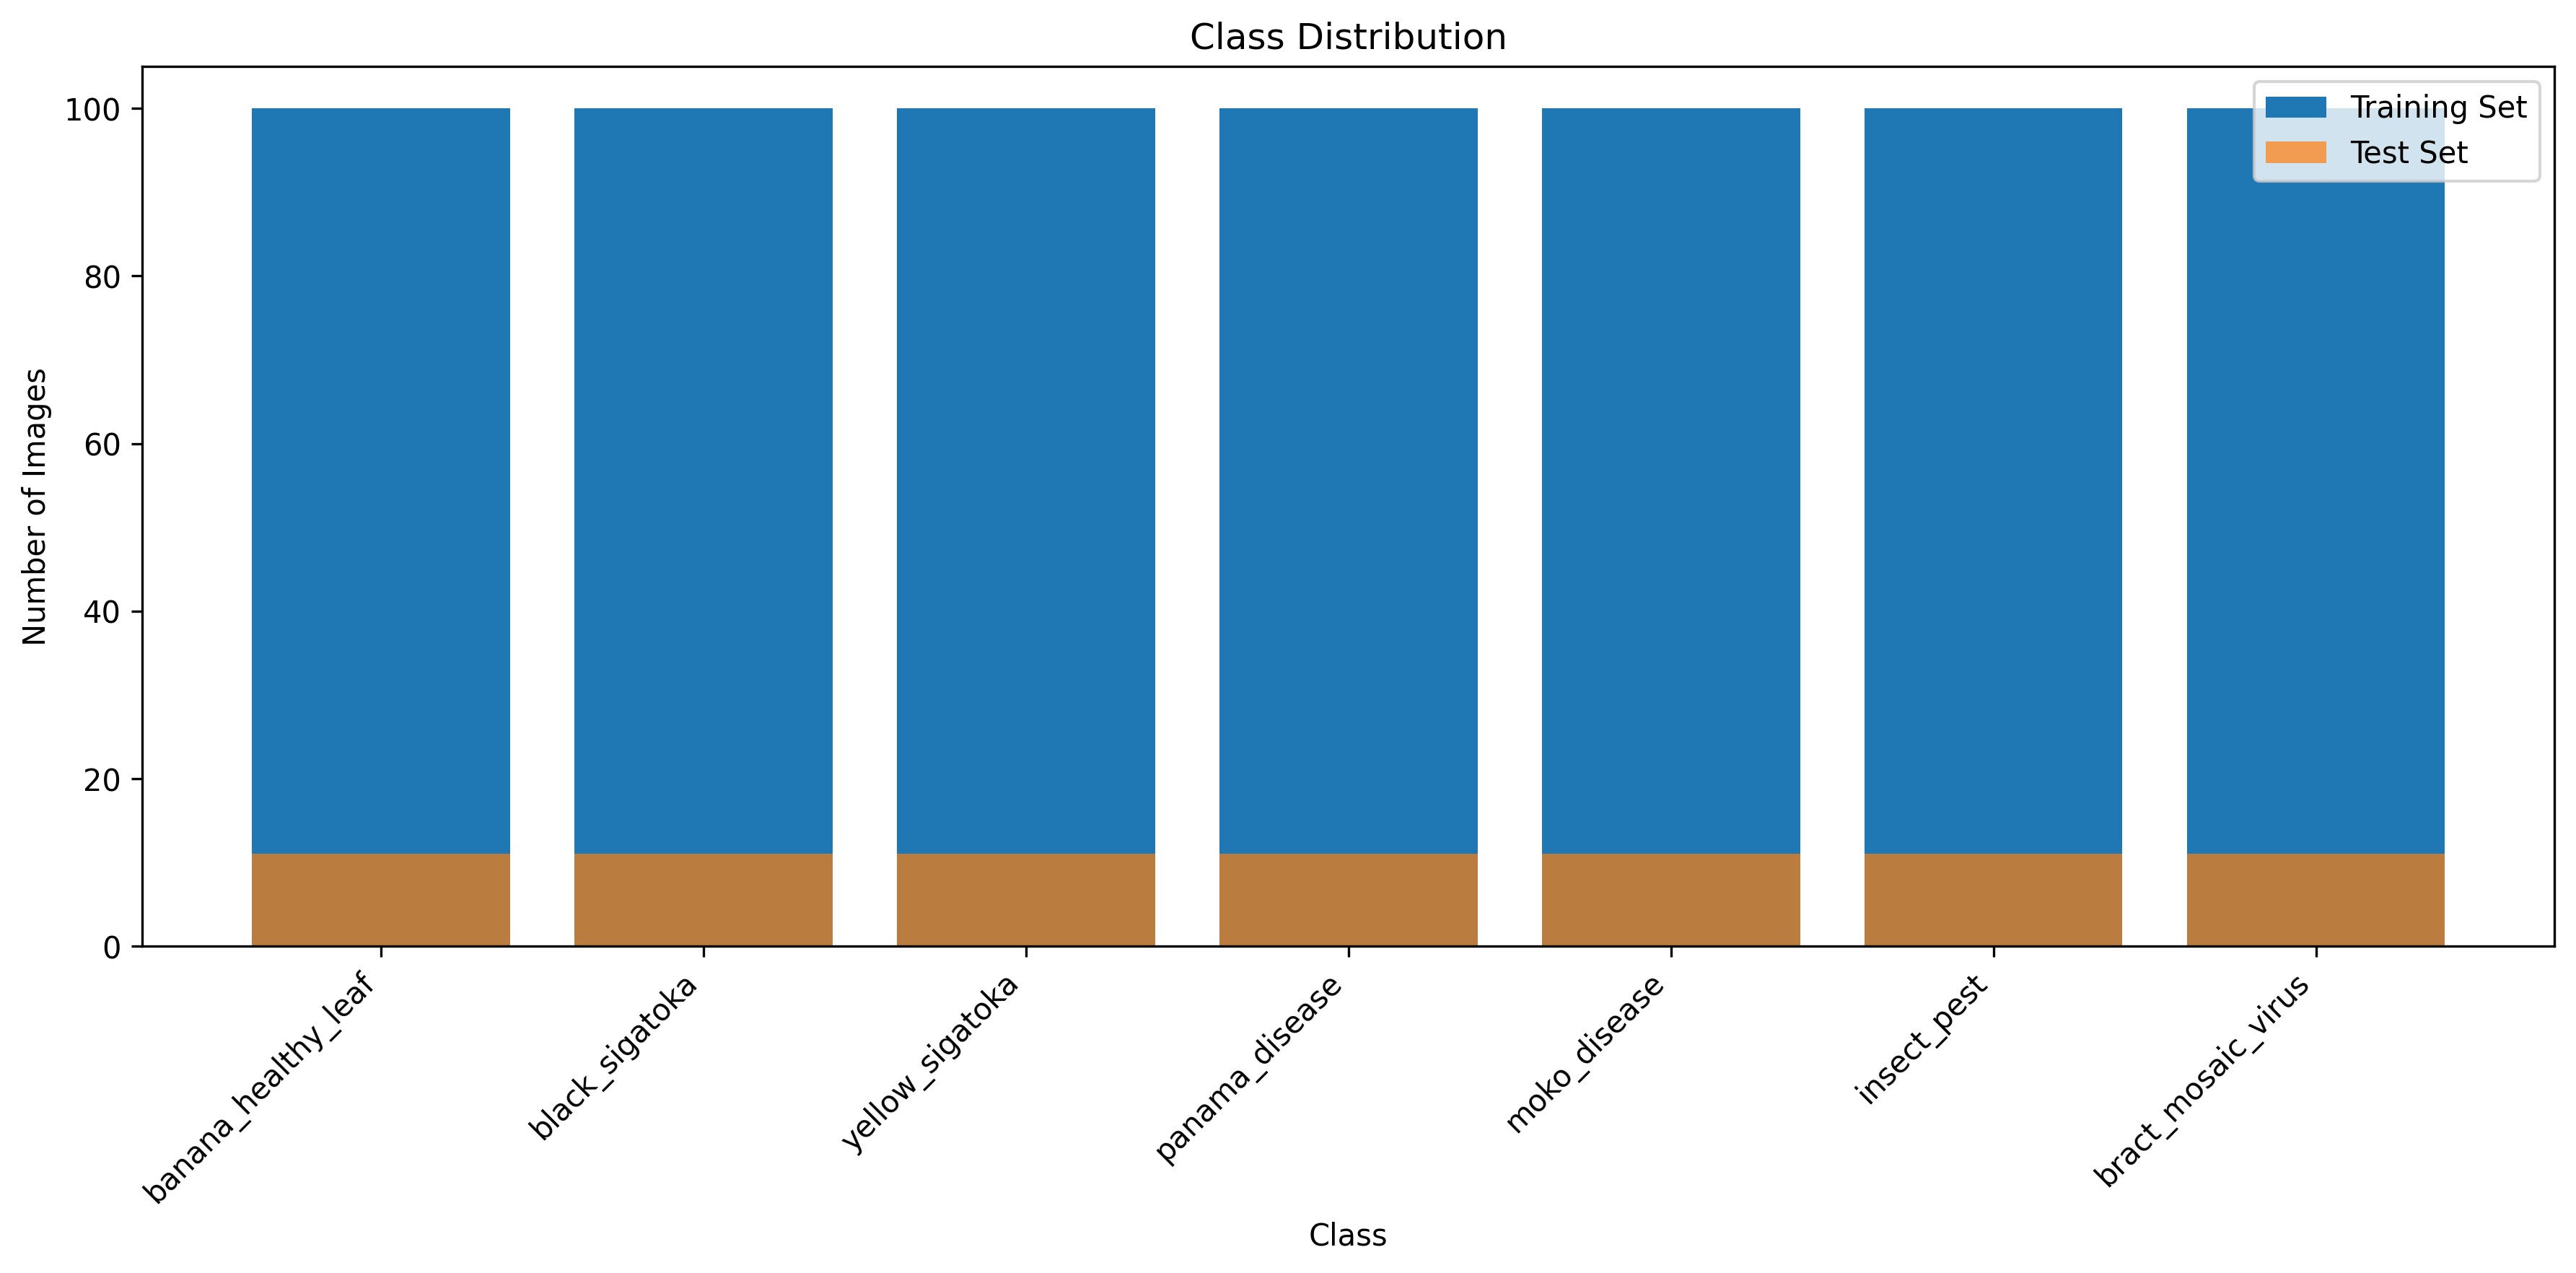 Class Distribution
Training Set
Test Set
Number of Images
100
80
60
40
20
0
banana_healthy_leaf
black_sigatoka
yellow_sigatoka
panama_disease
moko_disease
insect_pest
bract_mosaic_virus
Class